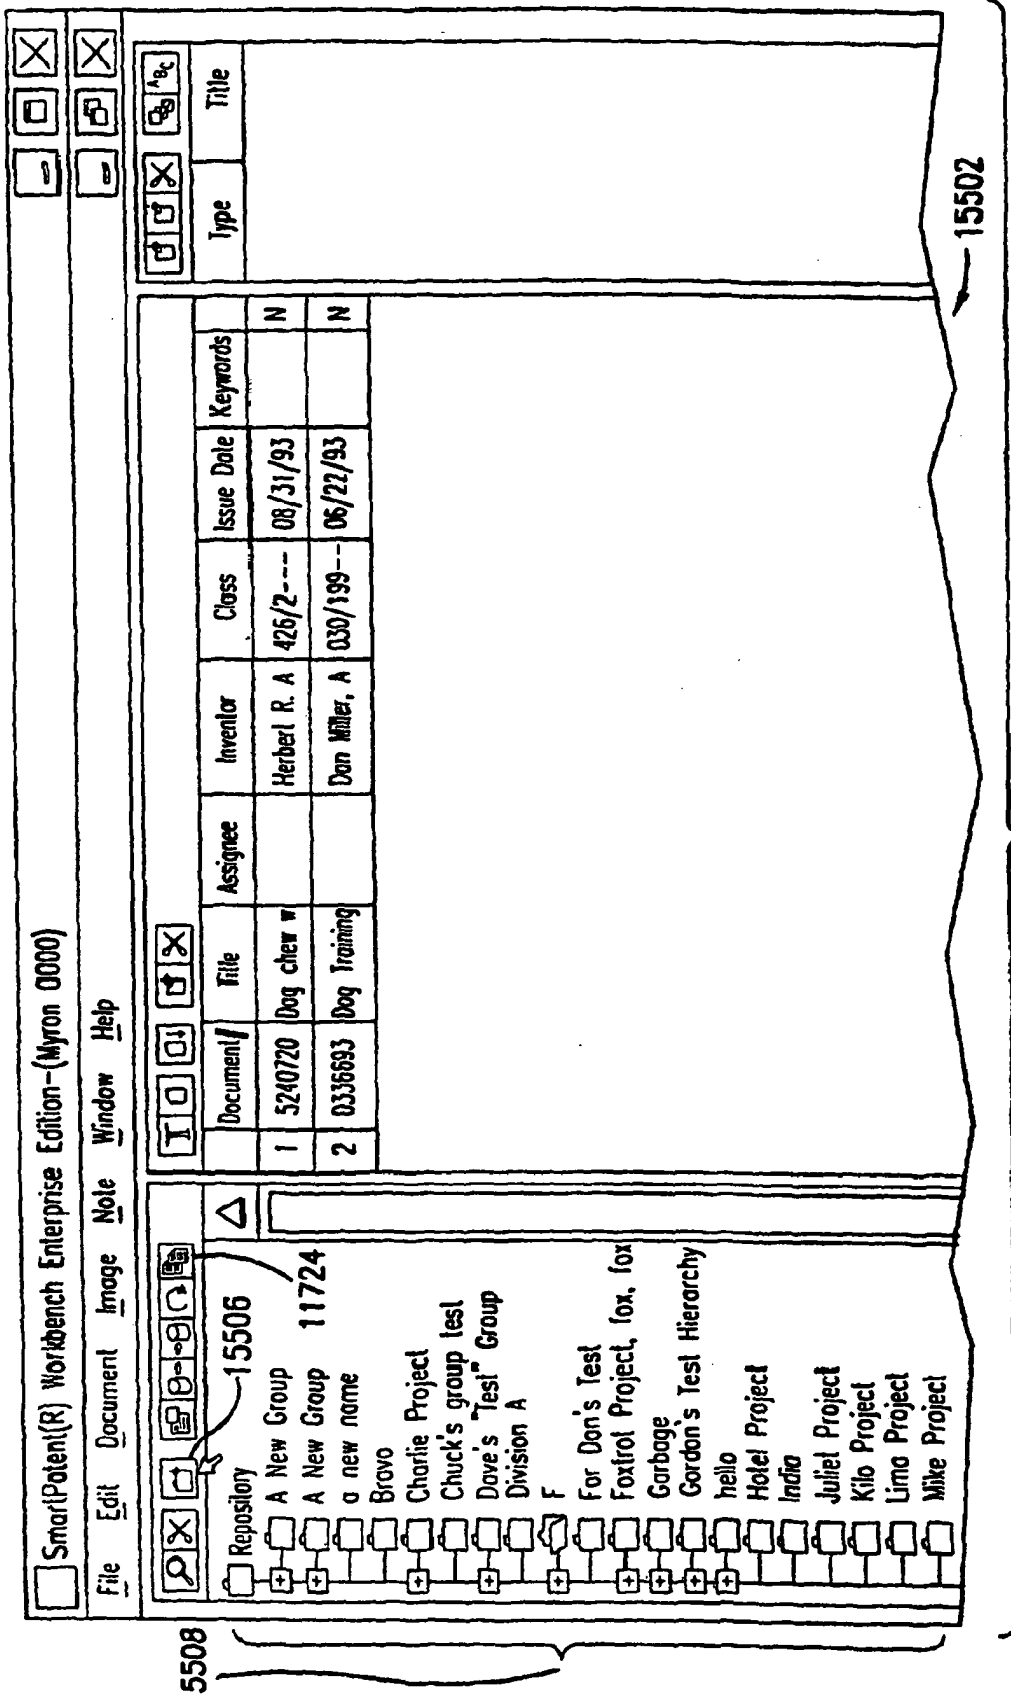 SmartPatent(R) Workbench Enterprise Edition-(Myron 0000)
File Edit Document Image Note Window Help
ABC
Document/ Title Assignee Inventor Class Issue Date Keywords
1 5240720 Dog chew w Herbert R. A 426/2--- 08/31/93 N
2 0336693 Dog Training Dan Miller, A 030/199-- 06/22/93 N
Type Title
Repository
A New Group
A New Group
a new name
Bravo
Charlie Project
Chuck's group test
Dave's "Test" Group
Division A
F
For Don's Test
Foxtrot Project, fox, fox
Garbage
Gordon's Test Hierarchy
hello
Hotel Project
India
Juliet Project
Kilo Project
Lima Project
Mike Project
15506
11724
5508
15502